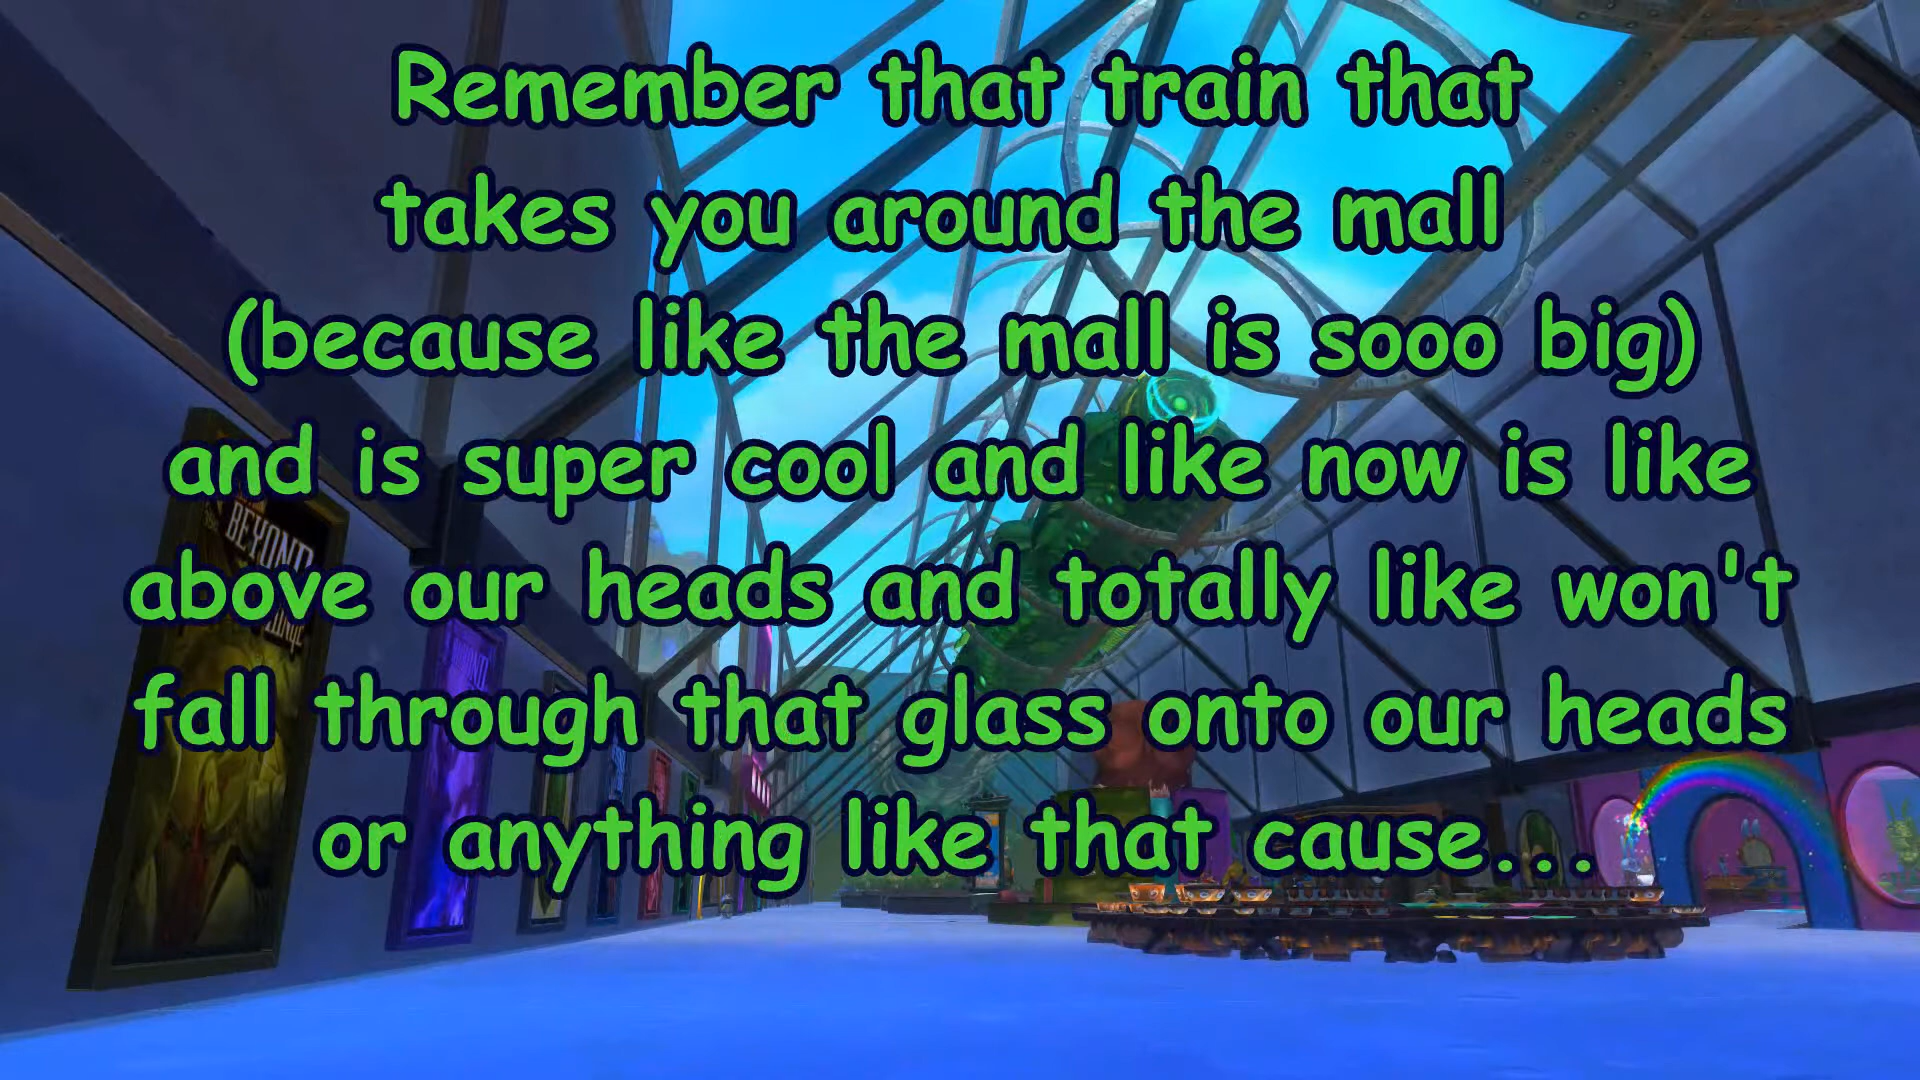 Remember that train that
takes you around the mall
(because like the mall is sooo big)
and is super cool and like now is like
above our heads and totally like won't
fall through that glass onto our heads
or anything like that cause...
BEYOND